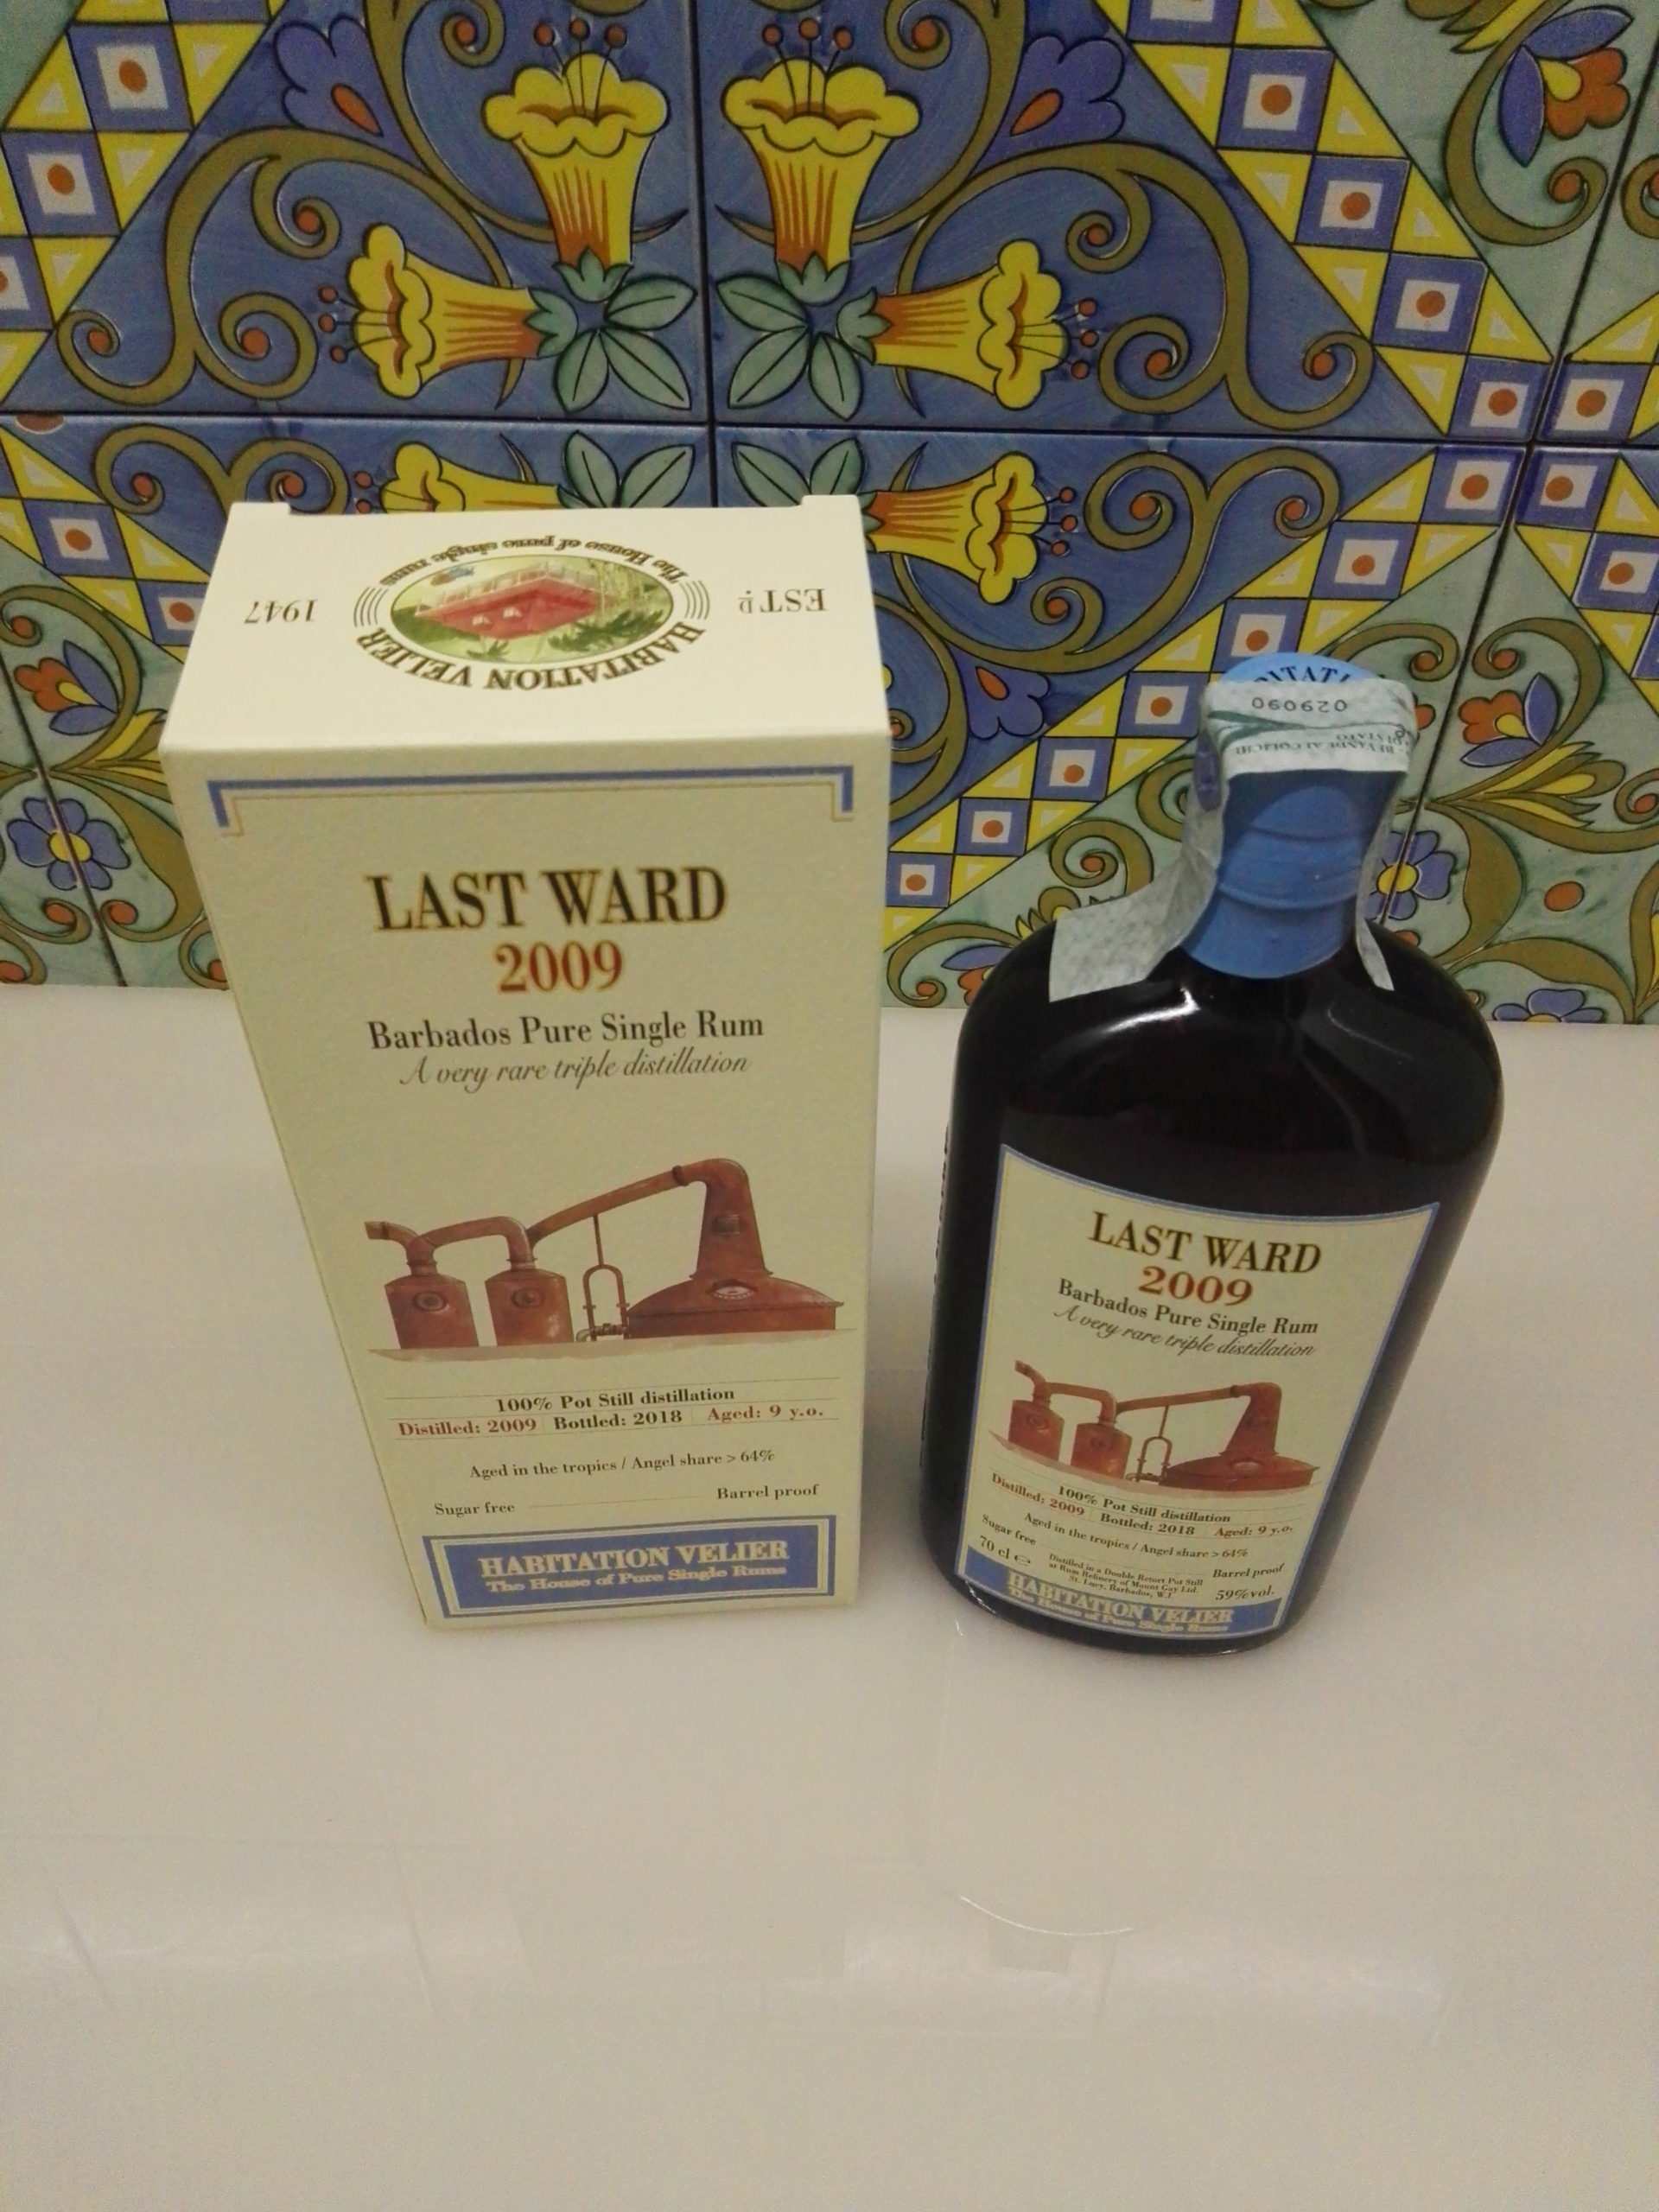 The House of pure single rums
EST.D
1947
HABITATION VELIER
LAST WARD
2009
Barbados Pure Single Rum
A very rare triple distillation
100% Pot Still distillation
Distilled: 2009 Bottled: 2018 Aged: 9 y.o.
Aged in the tropics / Angel share > 64%
Sugar free Barrel proof
HABITATION VELIER
The House of Pure Single Rums
029090
BEVANDE ALCOLICHE
DI STATO
LAST WARD
2009
Barbados Pure Single Rum
A very rare triple distillation
100% Pot Still distillation
Distilled: 2009 Bottled: 2018 Aged: 9 y.o.
Aged in the tropics / Angel share > 64%
Sugar free Barrel proof
70 cl e
Distilled in a Double Retort Pot Still
at Rum Refinery of Mount Gay Ltd.
St. Lucy, Barbados, W.I
59%vol.
HABITATION VELIER
The House of Pure Single Rums